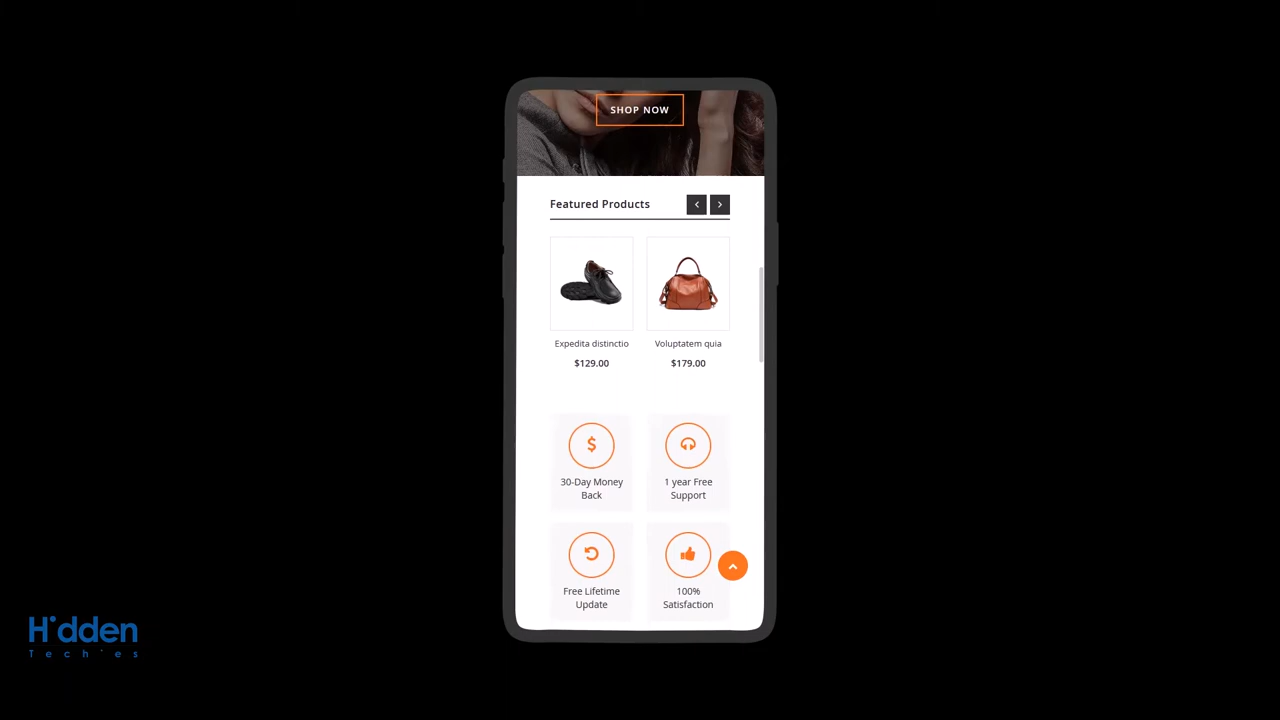 SHOP NOW
Featured Products
Expedita distinctio
Voluptatem quia
$129.00
$179.00
30-Day Money
Back
1 year Free
Support
Free Lifetime
Update
100%
Satisfaction
H•dden
Tech'es